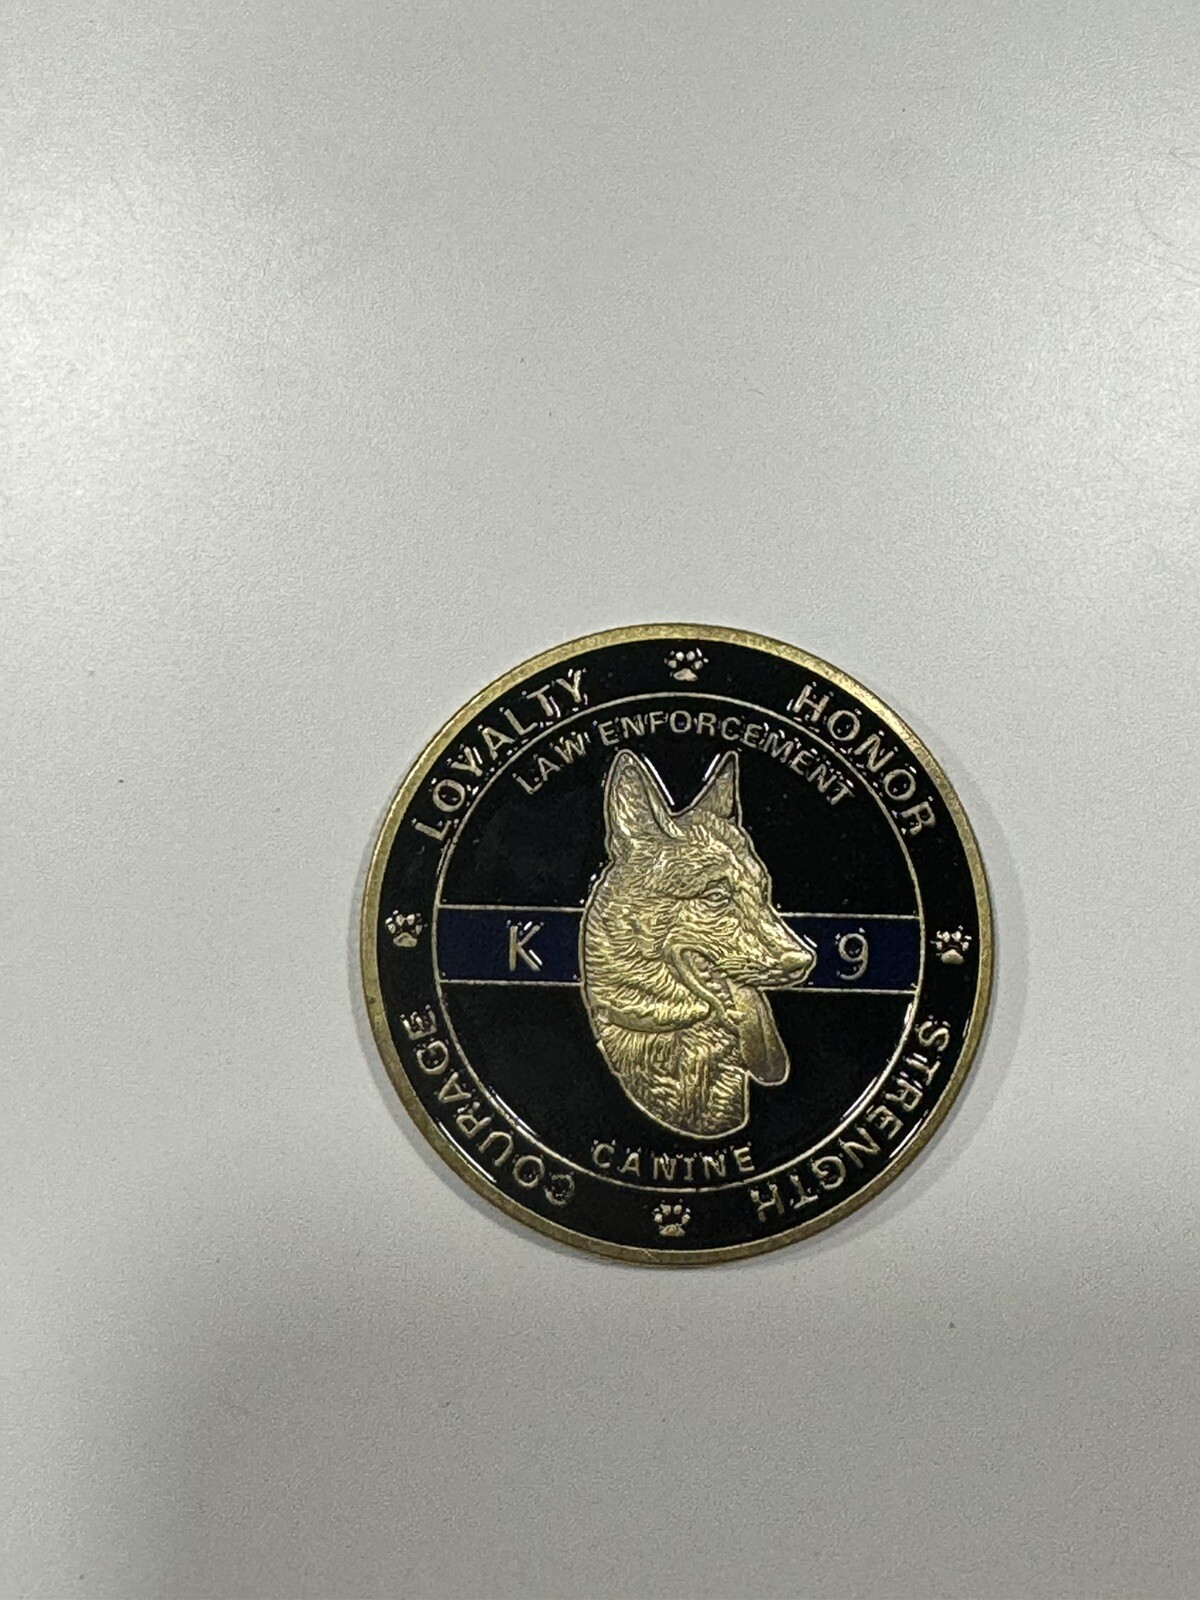 LOYALTY
HONOR
STRENGTH
COURAGE
LAW ENFORCEMENT
K 9
CANINE